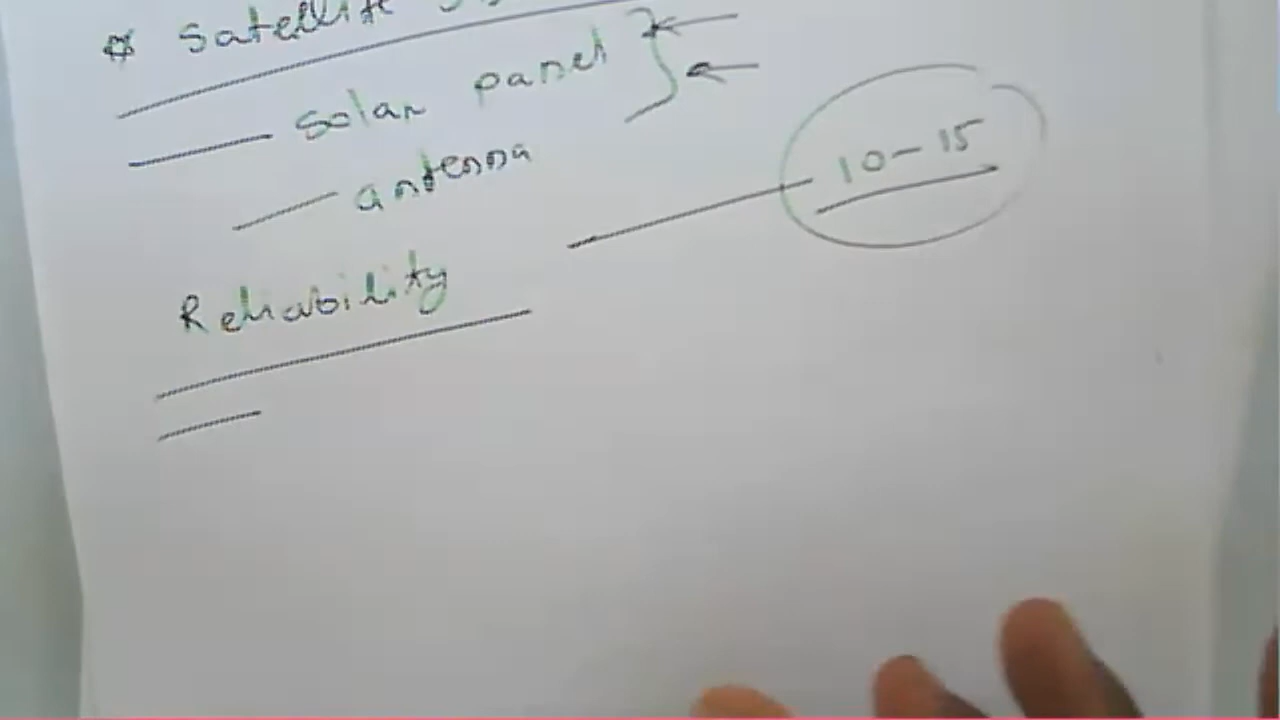 ☆ Satellite
solar panel
antenna
10-15
Reliability